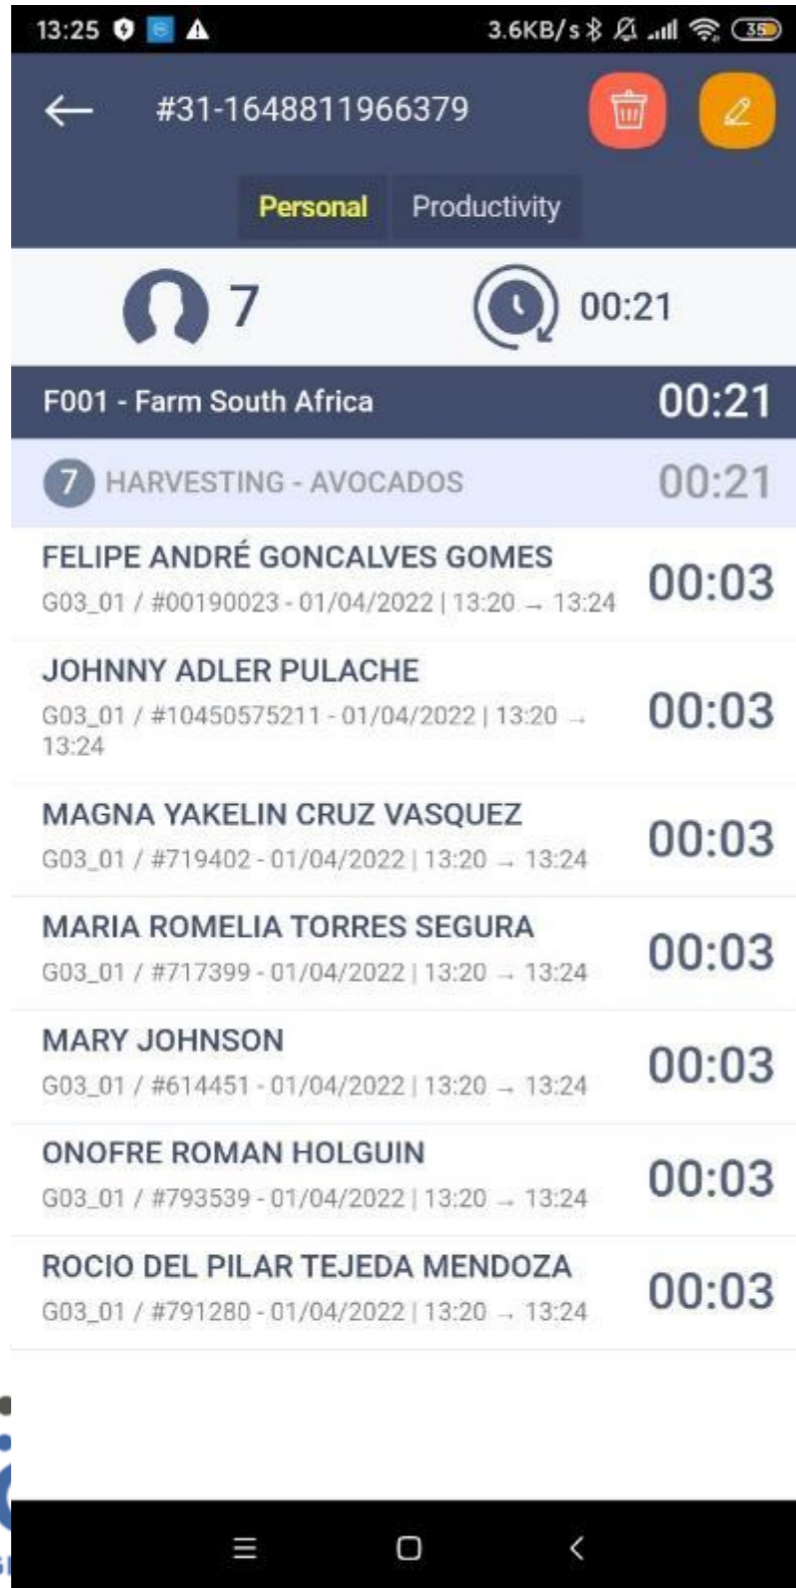 13:25 3.6KB/s 35
#31-1648811966379
Personal Productivity
7 00:21
F001 - Farm South Africa 00:21
7 HARVESTING - AVOCADOS 00:21
FELIPE ANDRÉ GONCALVES GOMES
G03_01 / #00190023 - 01/04/2022 | 13:20 → 13:24 00:03
JOHNNY ADLER PULACHE
G03_01 / #10450575211 - 01/04/2022 | 13:20 → 00:03
13:24
MAGNA YAKELIN CRUZ VASQUEZ
G03_01 / #719402 - 01/04/2022 | 13:20 → 13:24 00:03
MARIA ROMELIA TORRES SEGURA
G03_01 / #717399 - 01/04/2022 | 13:20 → 13:24 00:03
MARY JOHNSON
G03_01 / #614451 - 01/04/2022 | 13:20 → 13:24 00:03
ONOFRE ROMAN HOLGUIN
G03_01 / #793539 - 01/04/2022 | 13:20 → 13:24 00:03
ROCIO DEL PILAR TEJEDA MENDOZA
G03_01 / #791280 - 01/04/2022 | 13:20 → 13:24 00:03